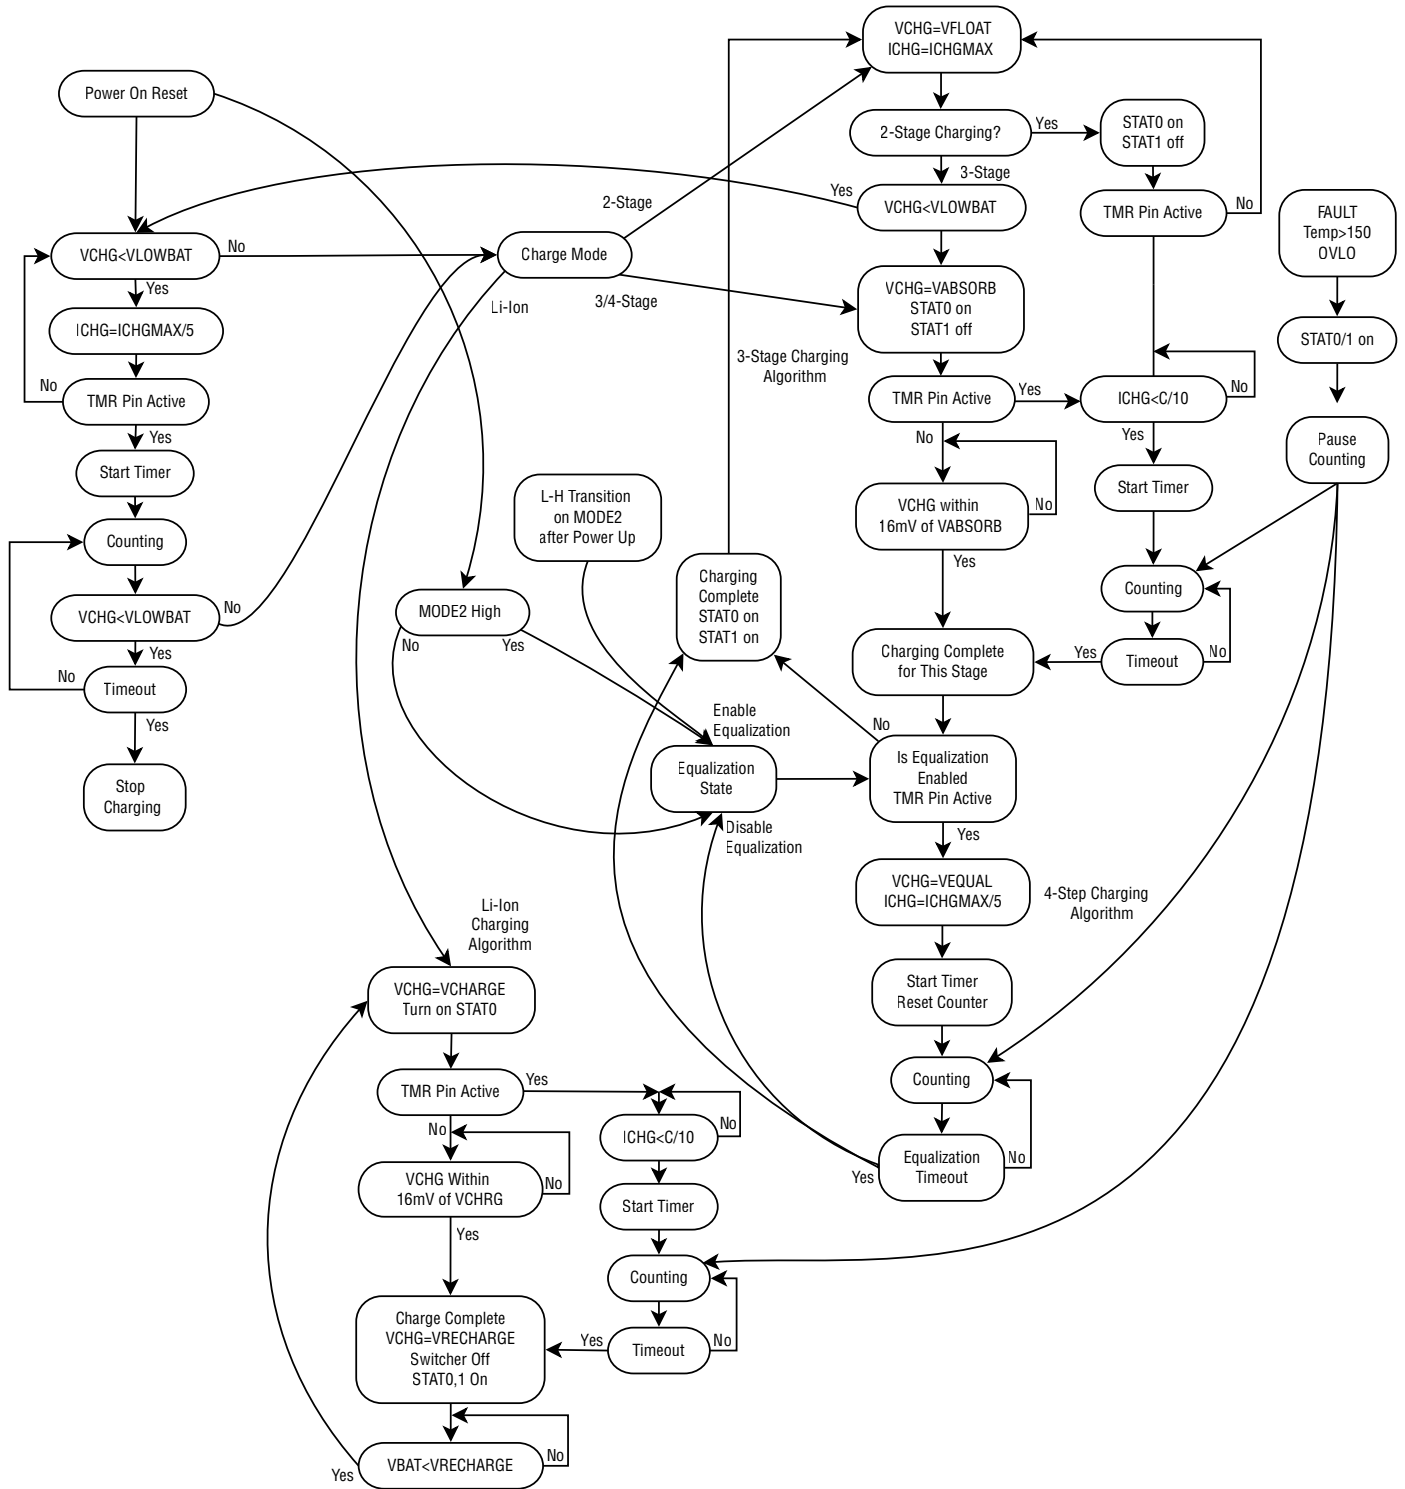 Power On Reset
VCHG<VLOWBAT
No
Yes
ICHG=ICHGMAX/5
No
TMR Pin Active
Yes
Start Timer
Counting
VCHG<VLOWBAT
No
Yes
No
Timeout
Yes
Stop
Charging
Charge Mode
2-Stage
3/4-Stage
Li-Ion
VCHG=VFLOAT
ICHG=ICHGMAX
2-Stage Charging?
Yes
3-Stage
STAT0 on
STAT1 off
Yes
VCHG<VLOWBAT
TMR Pin Active
No
VCHG=VABSORB
STAT0 on
STAT1 off
3-Stage Charging
Algorithm
TMR Pin Active
Yes
ICHG<C/10
No
No
Yes
VCHG within
16mV of VABSORB
No
Yes
Start Timer
Counting
Timeout
No
Yes
Charging Complete
for This Stage
FAULT
Temp>150
OVLO
STAT0/1 on
Pause
Counting
L-H Transition
on MODE2
after Power Up
MODE2 High
No
Yes
Charging
Complete
STAT0 on
STAT1 on
Enable
Equalization
Equalization
State
Disable
Equalization
No
Is Equalization
Enabled
TMR Pin Active
Yes
VCHG=VEQUAL
ICHG=ICHGMAX/5
4-Step Charging
Algorithm
Start Timer
Reset Counter
Counting
Equalization
Timeout
No
Yes
Li-Ion
Charging
Algorithm
VCHG=VCHARGE
Turn on STAT0
TMR Pin Active
Yes
No
VCHG Within
16mV of VCHRG
No
Yes
ICHG<C/10
No
Start Timer
Counting
Timeout
No
Yes
Charge Complete
VCHG=VRECHARGE
Switcher Off
STAT0,1 On
VBAT<VRECHARGE
No
Yes